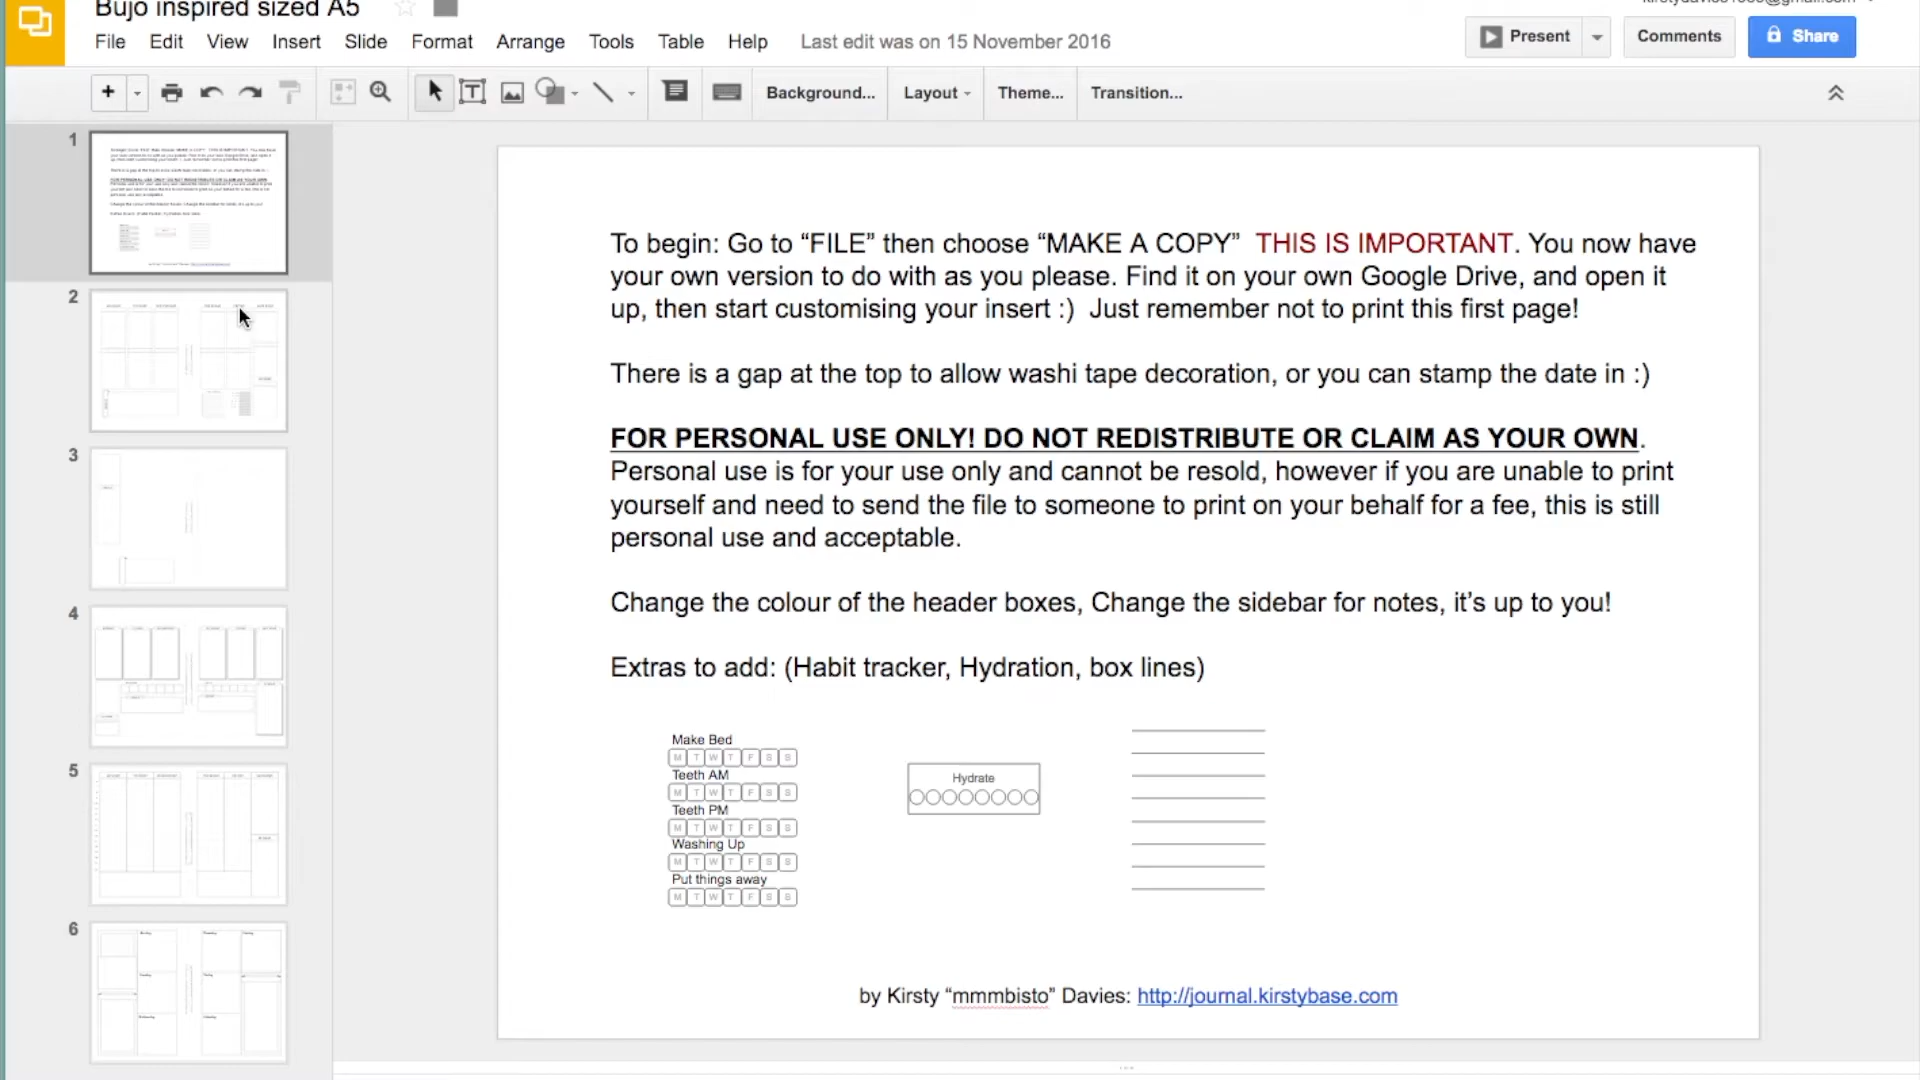 Bujo inspired sized A5
File Edit View Insert Slide Format Arrange Tools Table Help Last edit was on 15 November 2016
Present Comments Share
Background... Layout Theme... Transition...
1
2
3
4
5
6
To begin: Go to “FILE” then choose “MAKE A COPY” THIS IS IMPORTANT. You now have
your own version to do with as you please. Find it on your own Google Drive, and open it
up, then start customising your insert :) Just remember not to print this first page!
There is a gap at the top to allow washi tape decoration, or you can stamp the date in :)
FOR PERSONAL USE ONLY! DO NOT REDISTRIBUTE OR CLAIM AS YOUR OWN.
Personal use is for your use only and cannot be resold, however if you are unable to print
yourself and need to send the file to someone to print on your behalf for a fee, this is still
personal use and acceptable.
Change the colour of the header boxes, Change the sidebar for notes, it’s up to you!
Extras to add: (Habit tracker, Hydration, box lines)
Make Bed
M T W T F S S
Teeth AM
M T W T F S S
Teeth PM
M T W T F S S
Washing Up
M T W T F S S
Put things away
M T W T F S S
Hydrate
by Kirsty “mmmbisto” Davies: http://journal.kirstybase.com